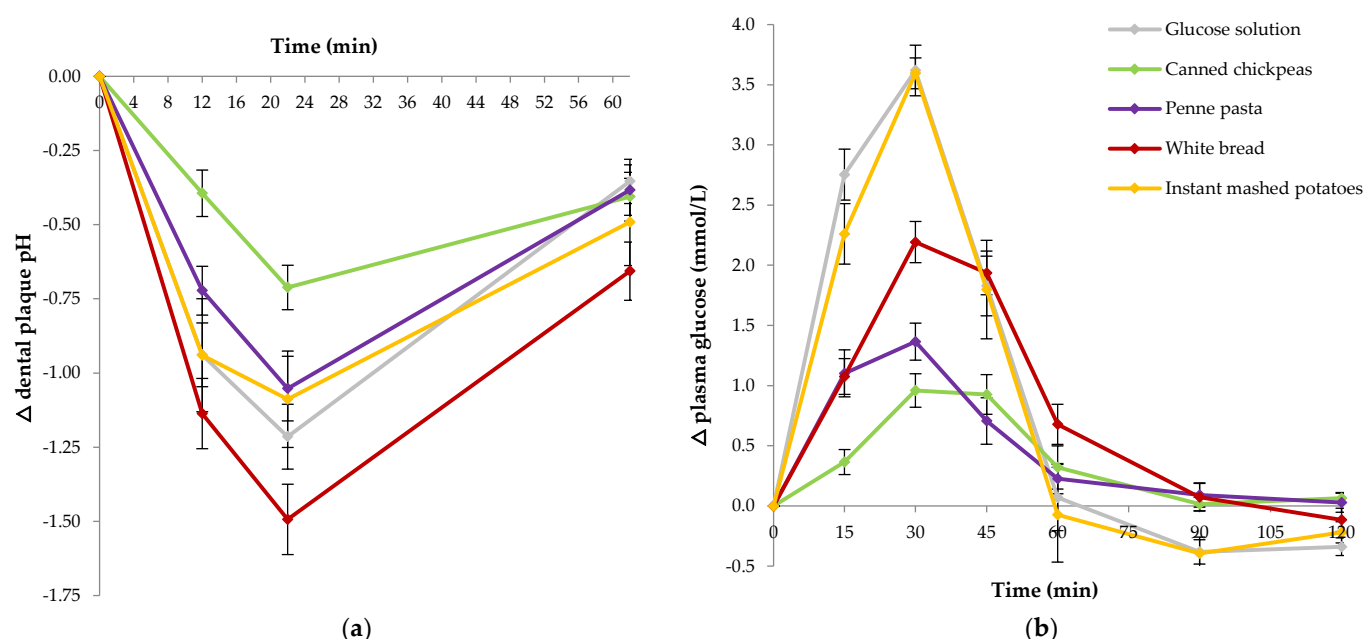 Time (min)
0.00
0 4 8 12 16 20 24 28 32 36 40 44 48 52 56 60
-0.25
-0.50
-0.75
-1.00
-1.25
-1.50
-1.75
Δ dental plaque pH
(a)
4.0
3.5
3.0
2.5
2.0
1.5
1.0
0.5
0.0
-0.5
Δ plasma glucose (mmol/L)
0 15 30 45 60 75 90 105 120
Time (min)
Glucose solution
Canned chickpeas
Penne pasta
White bread
Instant mashed potatoes
(b)